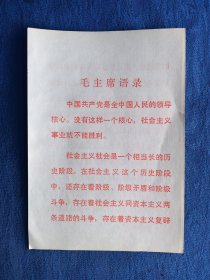 毛主席语录
中国共产党是全中国人民的领导
核心。没有这样一个核心，社会主义
事业就不能胜利。
社会主义社会是一个相当长的历
史阶段。在社会主义这个历史阶段
中，还存在着阶级、阶级矛盾和阶级
斗争，存在着社会主义同资本主义两
条道路的斗争，存在着资本主义复辟